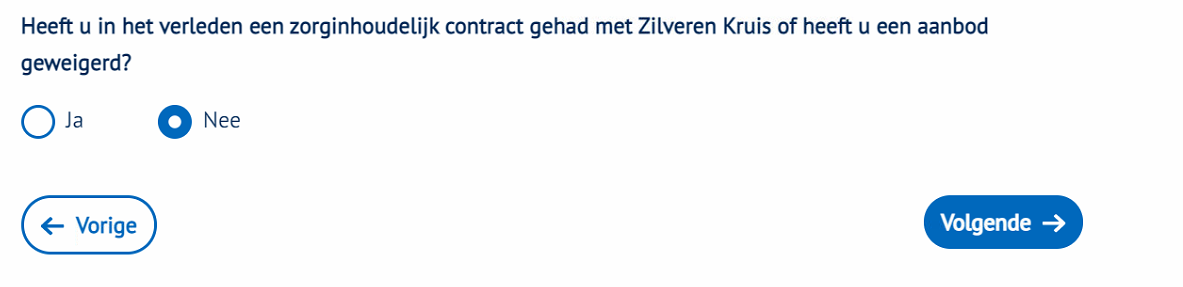 Heeft u in het verleden een zorginhoudelijk contract gehad met Zilveren Kruis of heeft u een aanbod
geweigerd?
Ja Nee
← Vorige Volgende →